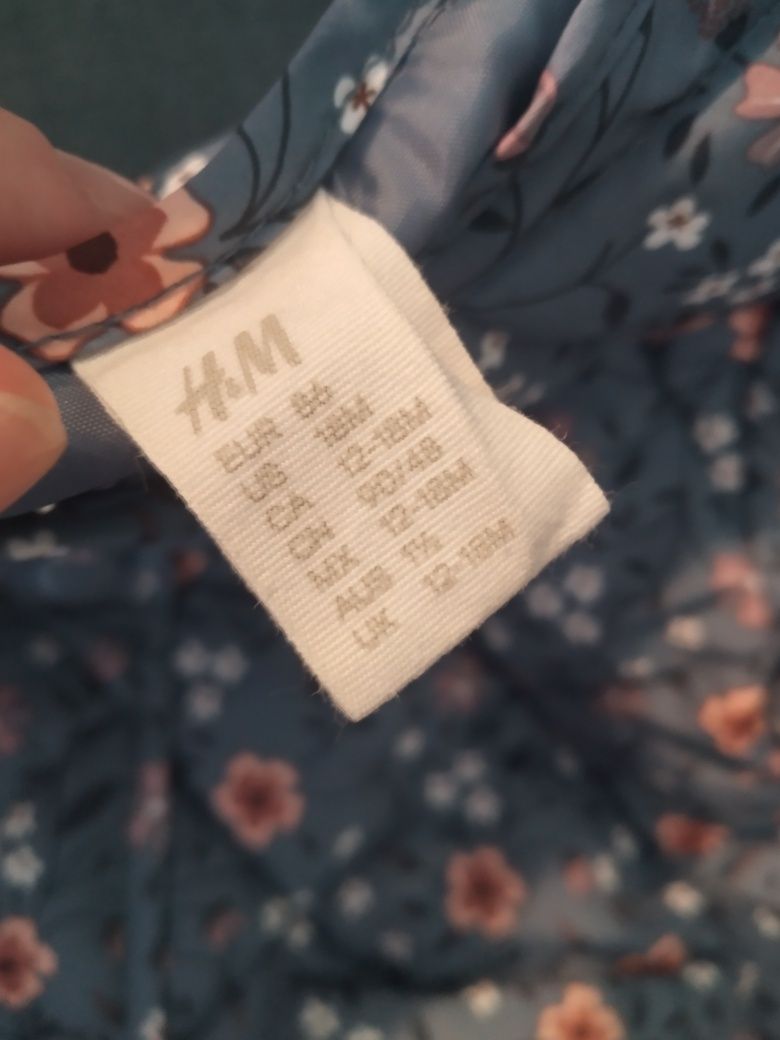 H&M
EUR 86
US 18M
CA 12-18M
CN 90/48
MX 12-18M
AUS 1½
UK 12-18M